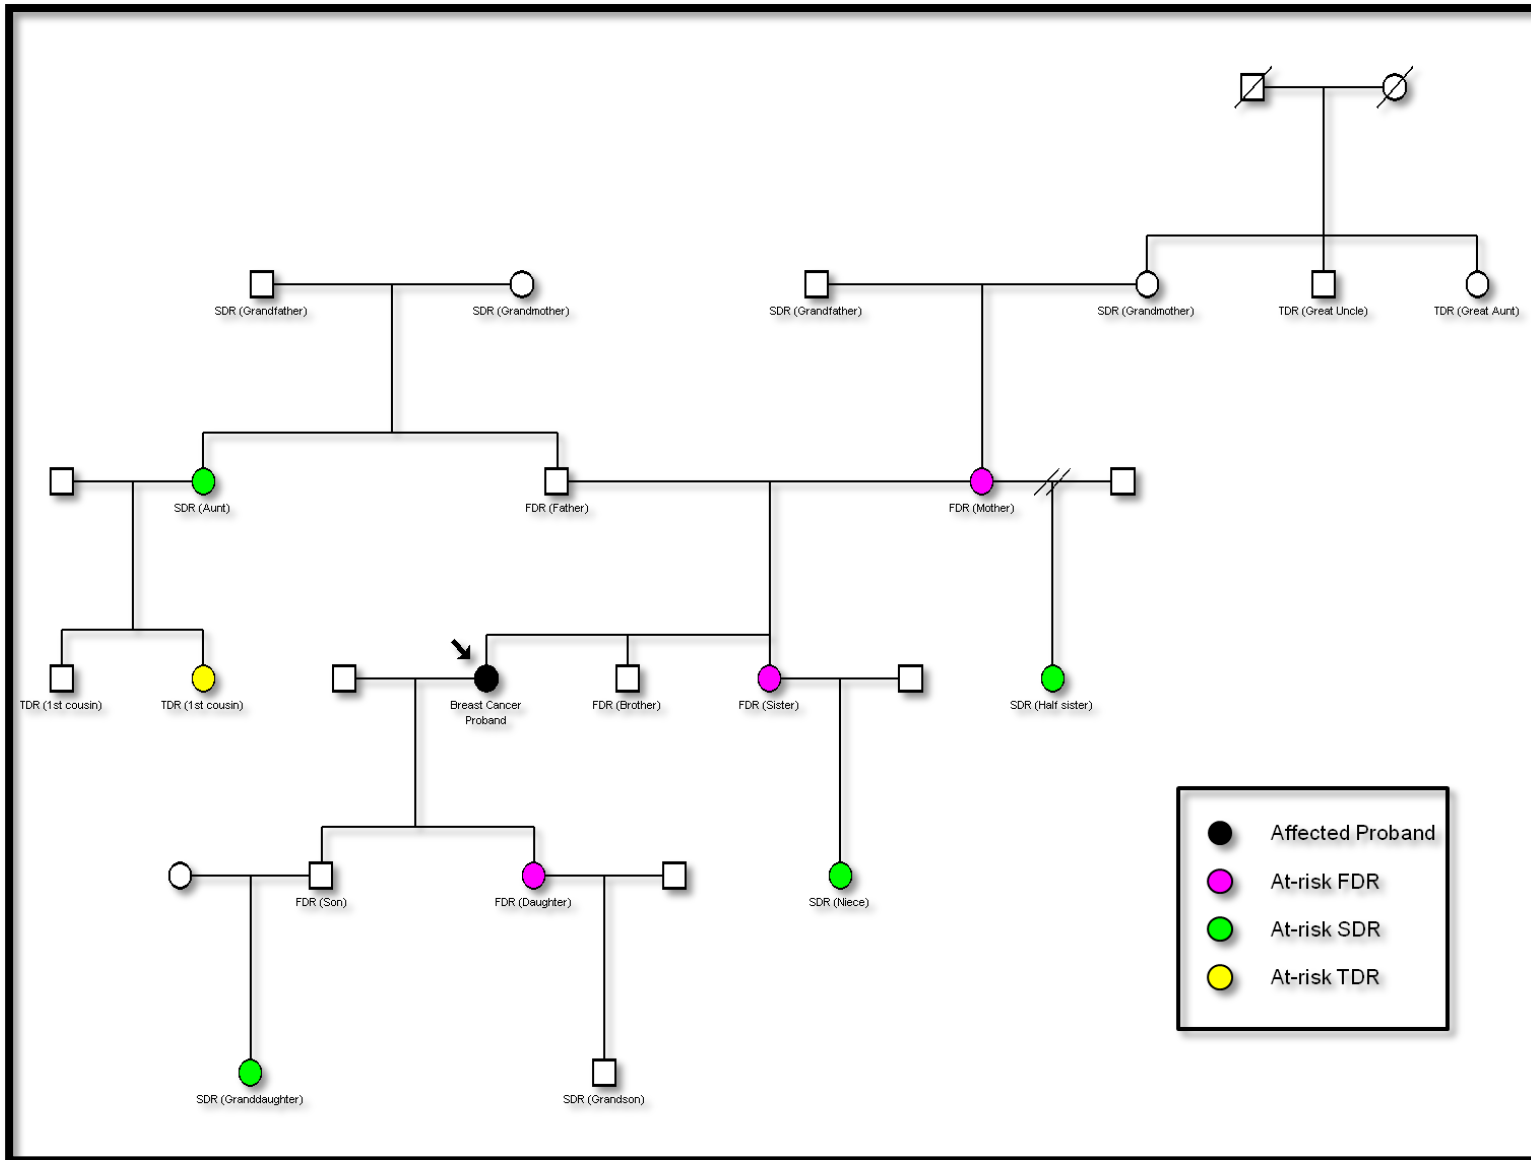 SDR (Grandfather)
SDR (Grandmother)
SDR (Grandfather)
SDR (Grandmother)
TDR (Great Uncle)
TDR (Great Aunt)
SDR (Aunt)
FDR (Father)
FDR (Mother)
TDR (1st cousin)
TDR (1st cousin)
Breast Cancer
Proband
FDR (Brother)
FDR (Sister)
SDR (Half sister)
FDR (Son)
FDR (Daughter)
SDR (Niece)
SDR (Granddaughter)
SDR (Grandson)
Affected Proband
At-risk FDR
At-risk SDR
At-risk TDR